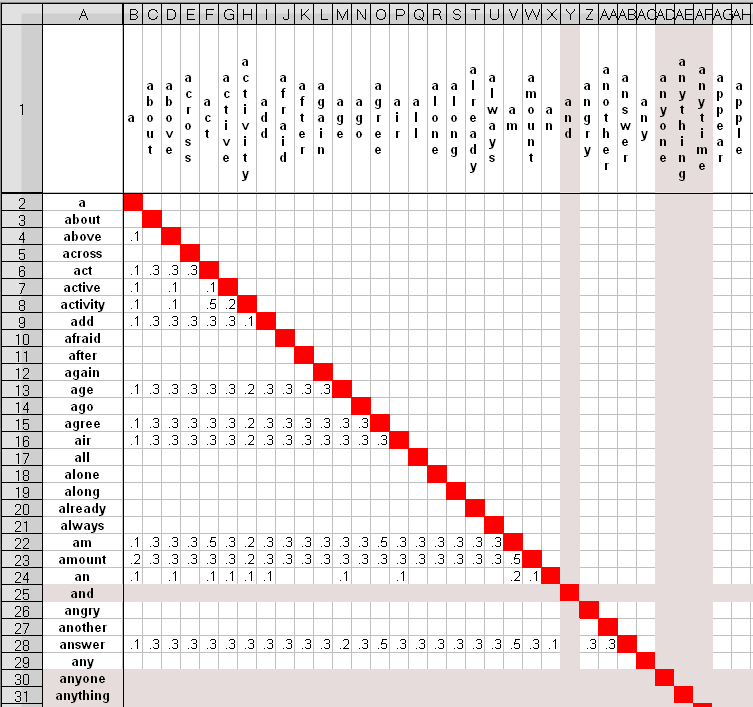 A B C D E F G H I J K L M N O P Q R S T U V W X Y Z AA AB AC AD AE AF AG AH
1 a about above across act active activity add afraid after again age ago agree air all alone along already always am amount an and angry another answer any anyone anything anytime appear apple
2 a
3 about
4 above .1
5 across
6 act .1 .3 .3 .3
7 active .1 .1 .1
8 activity .1 .1 .5 .2
9 add .1 .3 .3 .3 .3 .3 .1
10 afraid
11 after
12 again
13 age .1 .3 .3 .3 .3 .3 .2 .3 .3 .3 .3
14 ago
15 agree .1 .3 .3 .3 .3 .3 .2 .3 .3 .3 .3 .3 .3
16 air .1 .3 .3 .3 .3 .3 .2 .3 .3 .3 .3 .3 .3 .3
17 all
18 alone
19 along
20 already
21 always
22 am .1 .3 .3 .3 .5 .3 .2 .3 .3 .3 .3 .3 .3 .5 .3 .3 .3 .3 .3 .3
23 amount .2 .3 .3 .3 .3 .3 .2 .3 .3 .3 .3 .3 .3 .3 .3 .3 .3 .3 .3 .3 .5
24 an .1 .1 .1 .1 .1 .1 .1 .1 .2 .1
25 and
26 angry
27 another
28 answer .1 .3 .3 .3 .3 .3 .3 .3 .3 .3 .3 .2 .3 .5 .3 .3 .3 .3 .3 .3 .5 .3 .1 .3 .3
29 any
30 anyone
31 anything